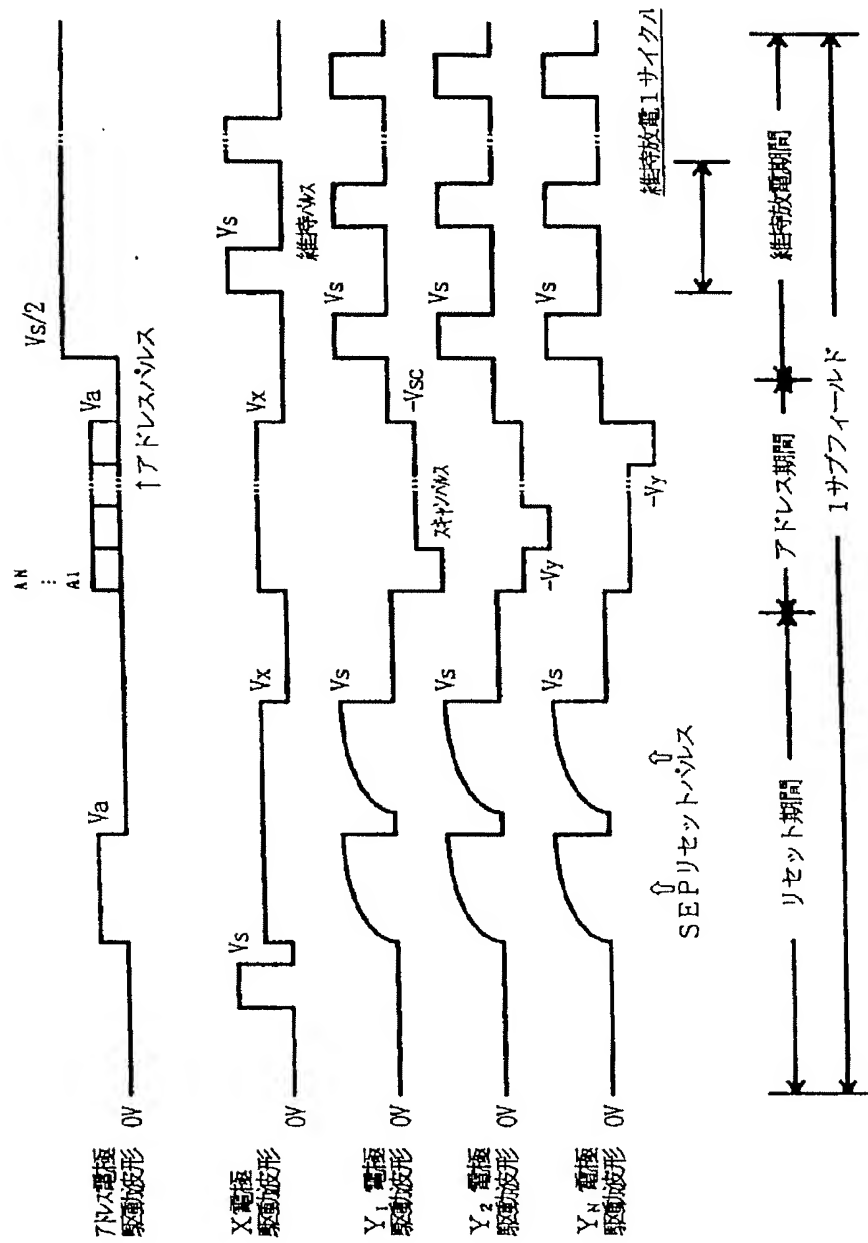 アドレス電極
駆動波形
0V
Va
AN
⋮
A1
Va
↑アドレスパルス
Vs/2
X電極
駆動波形
0V
Vs
Vx
Vx
Vs
維持パルス
Y₁ 電極
駆動波形
0V
Vs
スキャンパルス
-Vsc
Vs
Y₂ 電極
駆動波形
0V
Vs
-Vy
Vs
Y_N 電極
駆動波形
0V
Vs
-Vy
Vs
⇧ ⇧
SEPリセットパルス
維持放電1サイクル
リセット期間
アドレス期間
維持放電期間
1サブフィールド